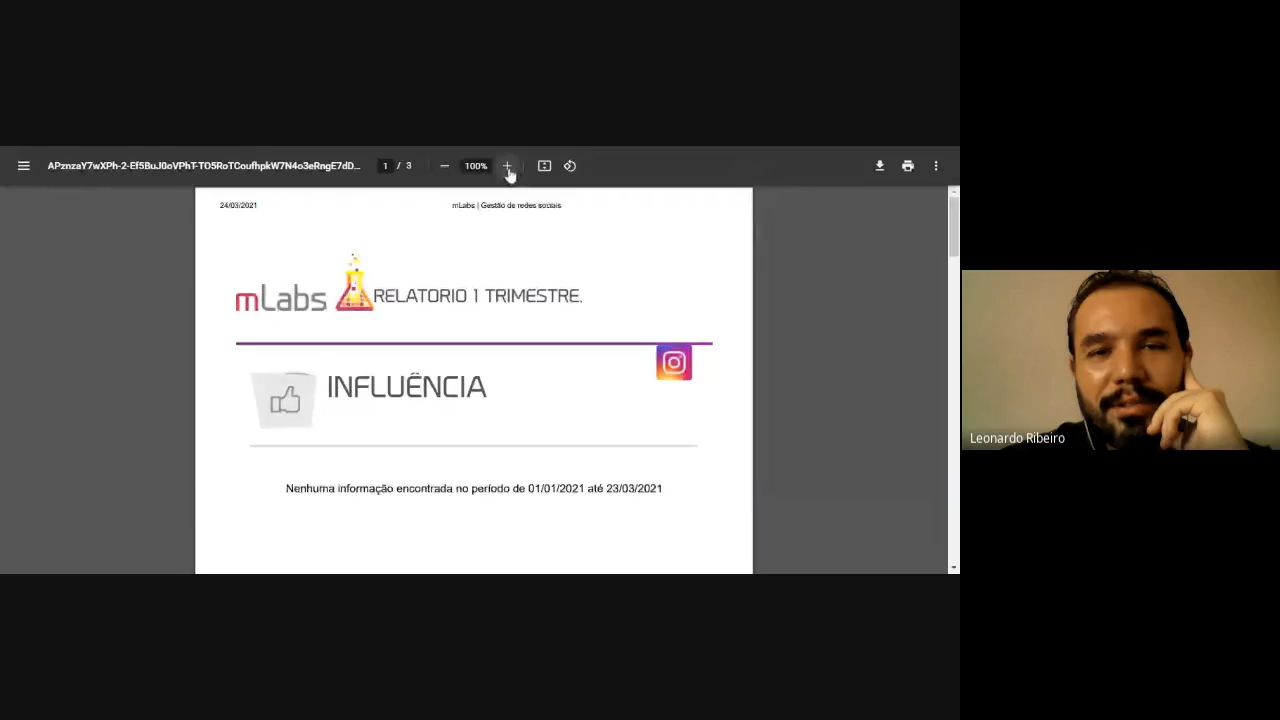 APznzaY7wXPh-2-Ef5BuJ0oVPhT-TO5RoTCoufhpkW7N4o3eRngE7dD...
1 / 3
100%
24/03/2021
mLabs | Gestão de redes sociais
mLabs RELATORIO 1 TRIMESTRE.
INFLUÊNCIA
Nenhuma informação encontrada no período de 01/01/2021 até 23/03/2021
Leonardo Ribeiro